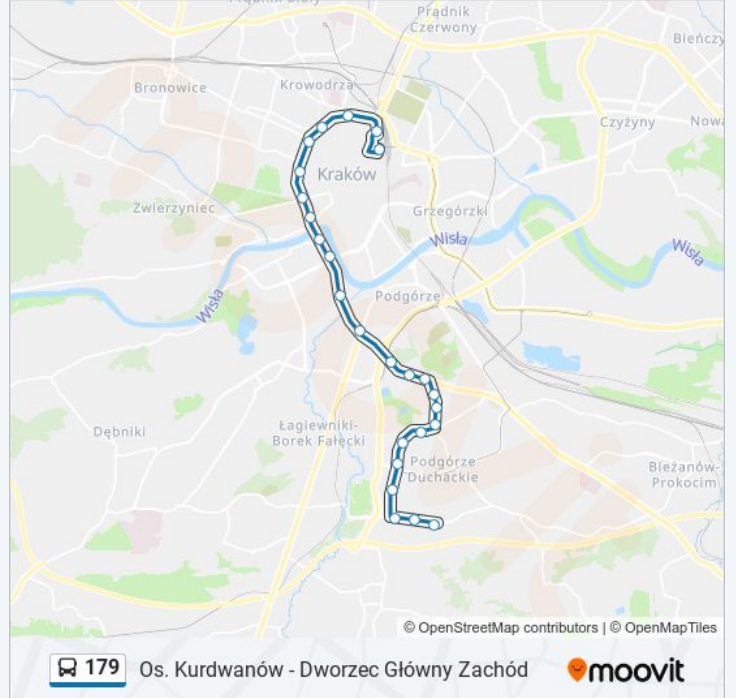 Prądnik Biały
Prądnik
Czerwony
Bieńczy
Bronowice
Krowodrza
Czyżyny
Nowa
Kraków
Zwierzyniec
Grzegórzki
Wisła
Wisła
Wisła
Podgórze
Dębniki
Łagiewniki-
Borek Fałęcki
Podgórze
Duchackie
Bieżanów-
Prokocim
© OpenStreetMap contributors | © OpenMapTiles
179 Os. Kurdwanów - Dworzec Główny Zachód moovit